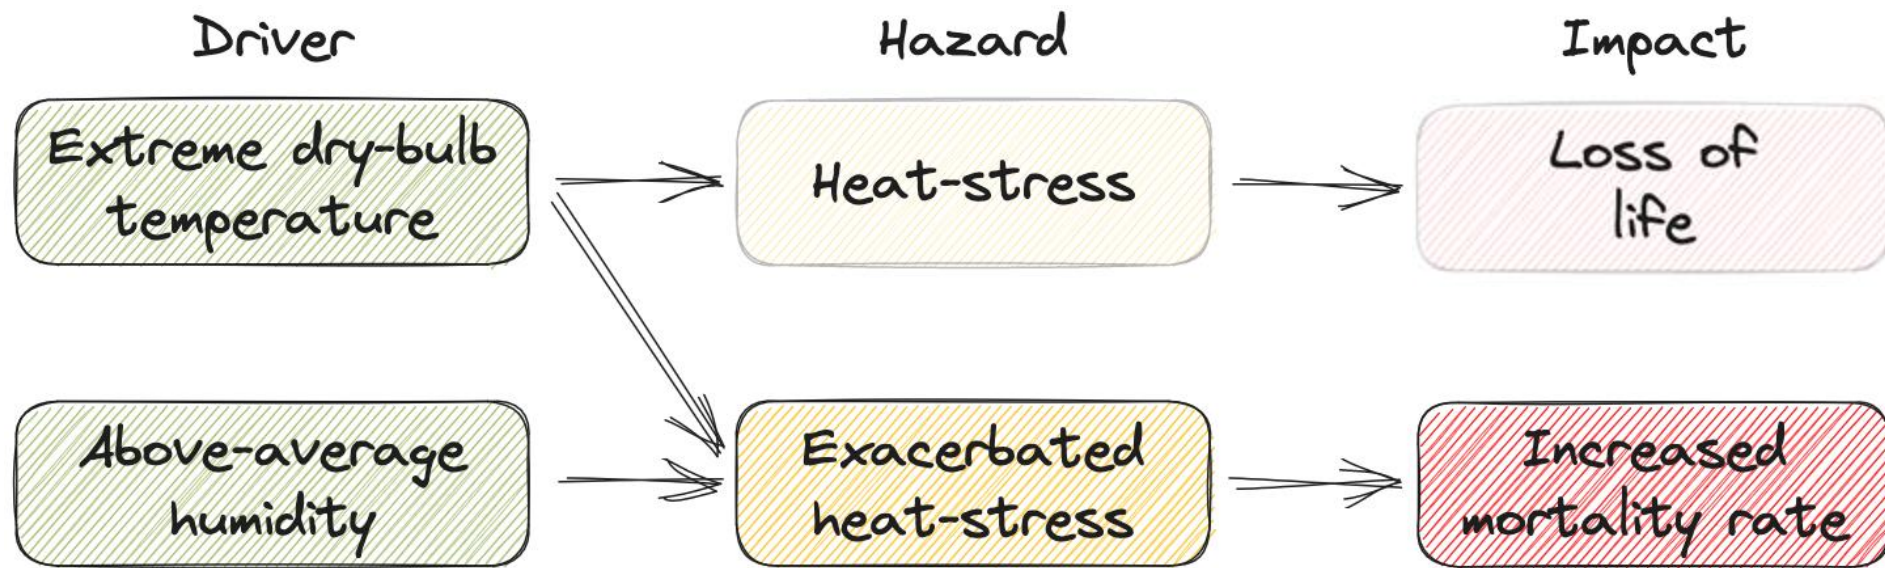 Driver
Hazard
Impact
Extreme dry-bulb
temperature
Heat-stress
Loss of
life
Above-average
humidity
Exacerbated
heat-stress
Increased
mortality rate